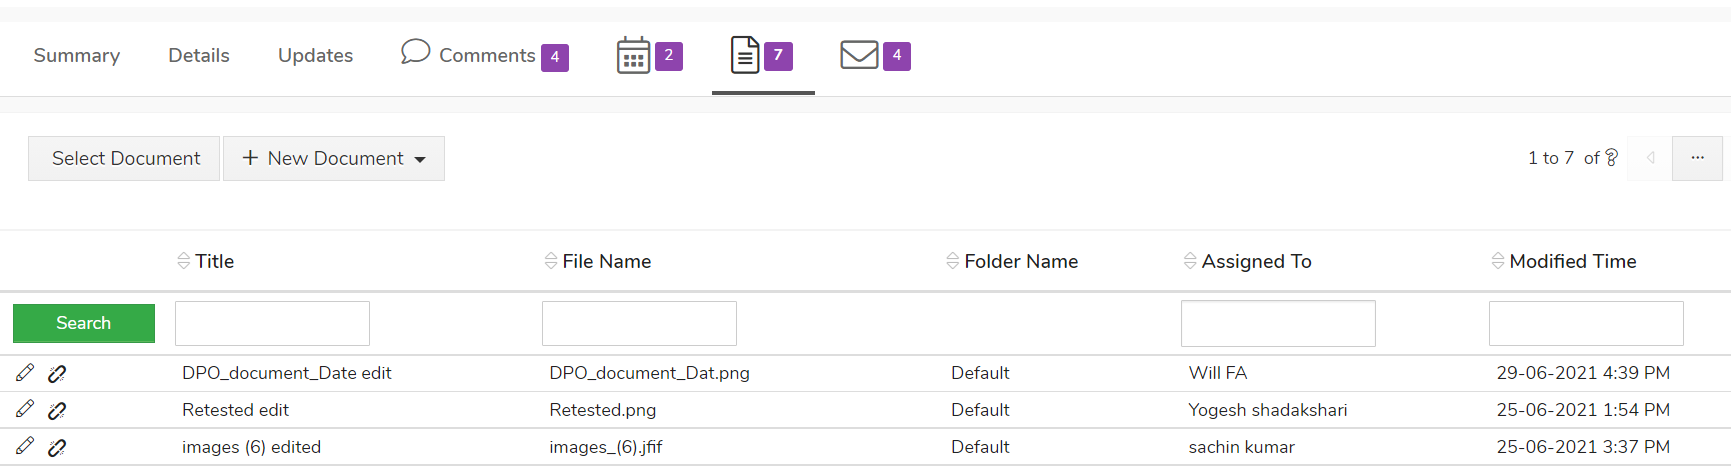 Summary Details Updates Comments 4 2 7 4
Select Document + New Document 1 to 7 of ? ...
Title File Name Folder Name Assigned To Modified Time
Search
DPO_document_Date edit DPO_document_Dat.png Default Will FA 29-06-2021 4:39 PM
Retested edit Retested.png Default Yogesh shadakshari 25-06-2021 1:54 PM
images (6) edited images_(6).jfif Default sachin kumar 25-06-2021 3:37 PM